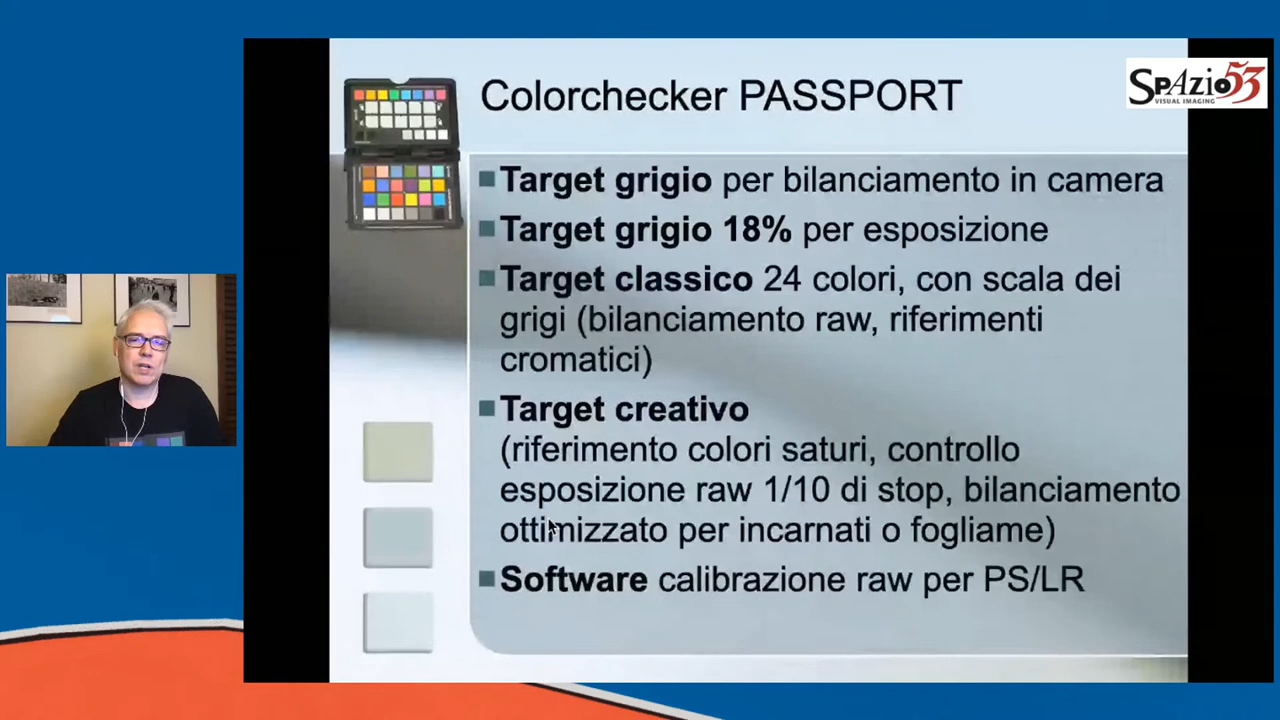 Colorchecker PASSPORT
SPAZIO53
VISUAL IMAGING
Target grigio per bilanciamento in camera
Target grigio 18% per esposizione
Target classico 24 colori, con scala dei
grigi (bilanciamento raw, riferimenti
cromatici)
Target creativo
(riferimento colori saturi, controllo
esposizione raw 1/10 di stop, bilanciamento
ottimizzato per incarnati o fogliame)
Software calibrazione raw per PS/LR